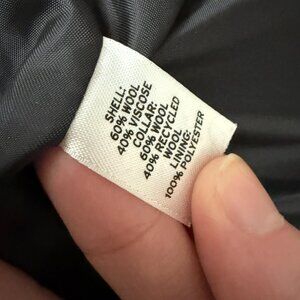 SHELL:
60% WOOL
40% VISCOSE
COLLAR:
60% WOOL
40% RECYCLED
WOOL
LINING:
100% POLYESTER